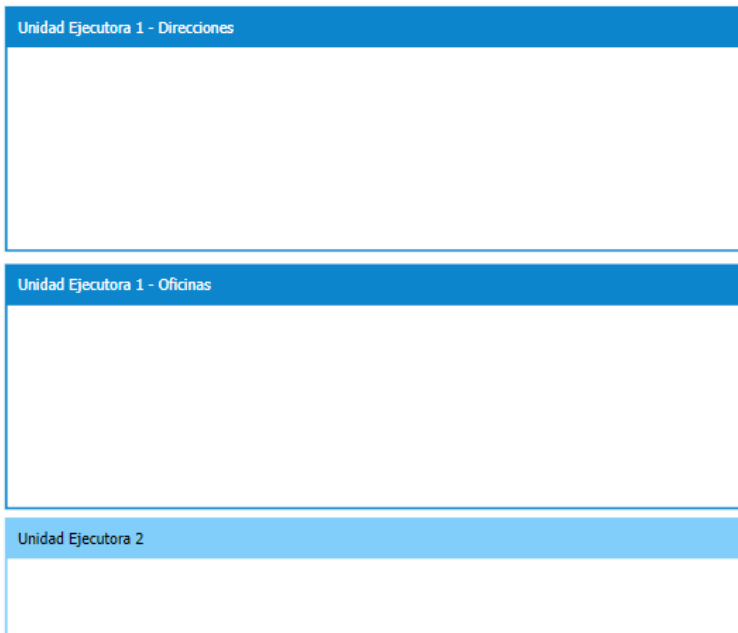 Unidad Ejecutora 1 - Direcciones
Unidad Ejecutora 1 - Oficinas
Unidad Ejecutora 2